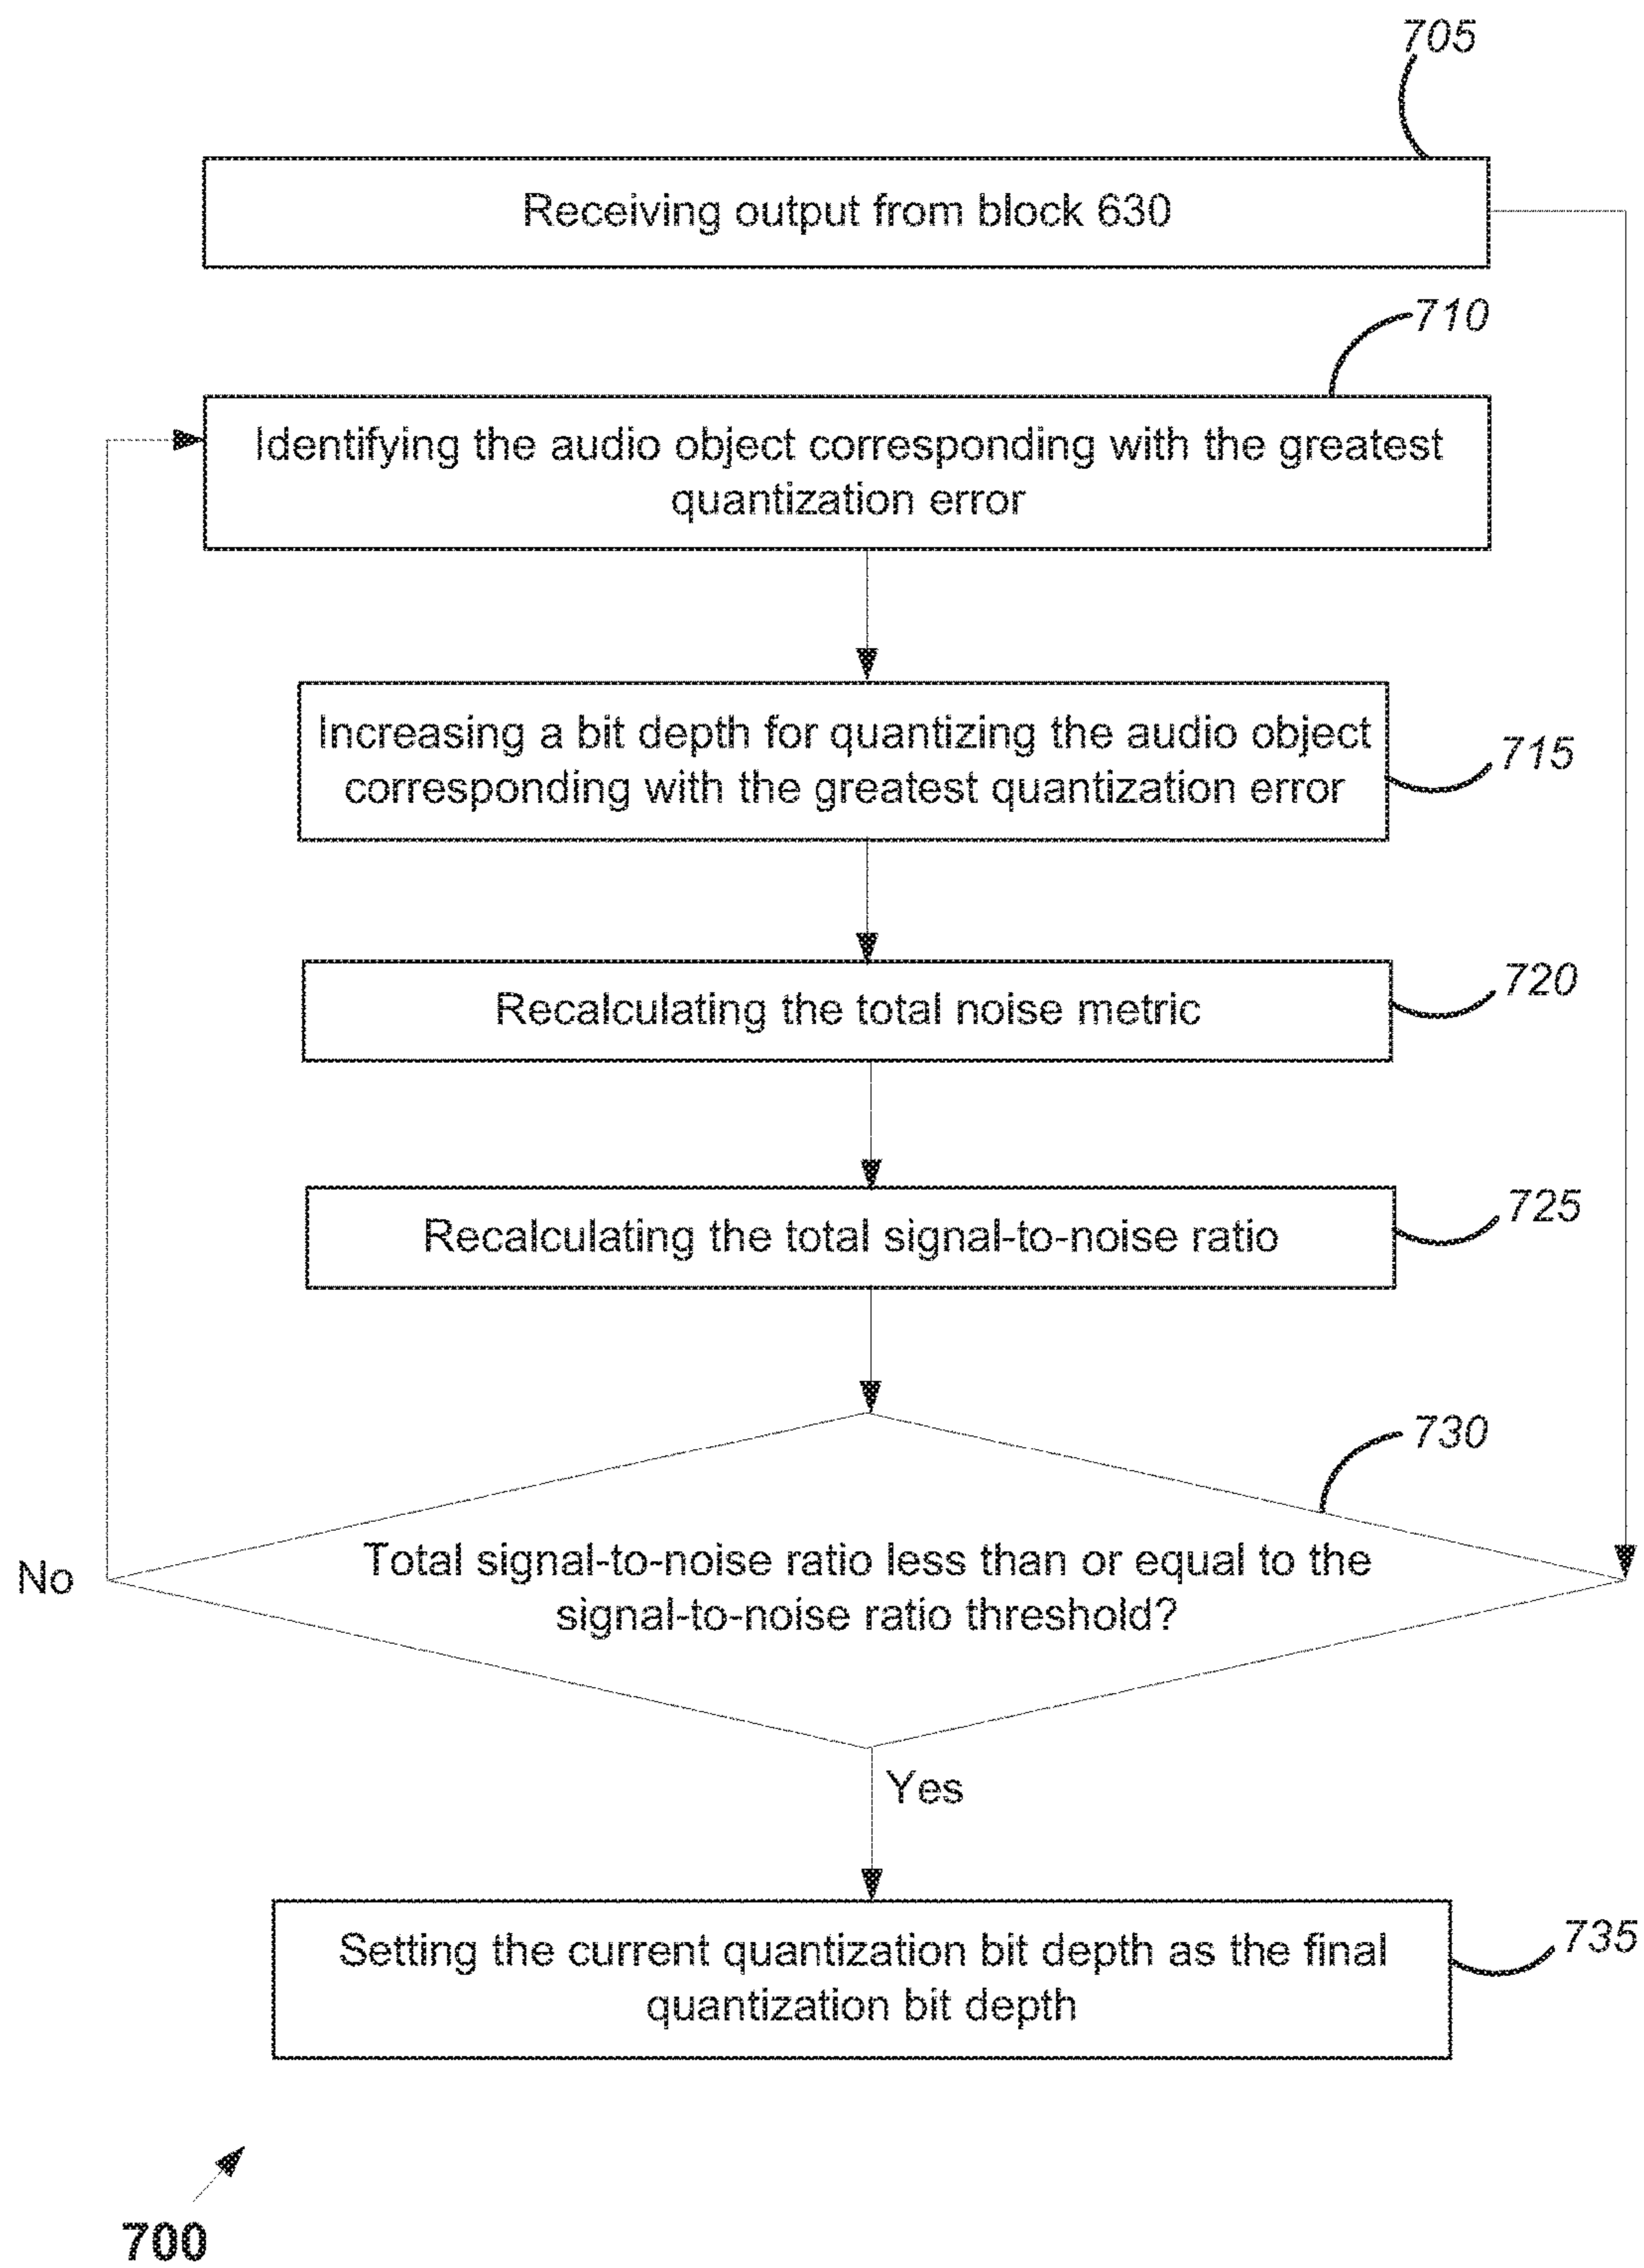 705
Receiving output from block 630
710
Identifying the audio object corresponding with the greatest
quantization error
Increasing a bit depth for quantizing the audio object
corresponding with the greatest quantization error
715
Recalculating the total noise metric
720
Recalculating the total signal-to-noise ratio
725
730
No
Total signal-to-noise ratio less than or equal to the
signal-to-noise ratio threshold?
Yes
Setting the current quantization bit depth as the final
quantization bit depth
735
700